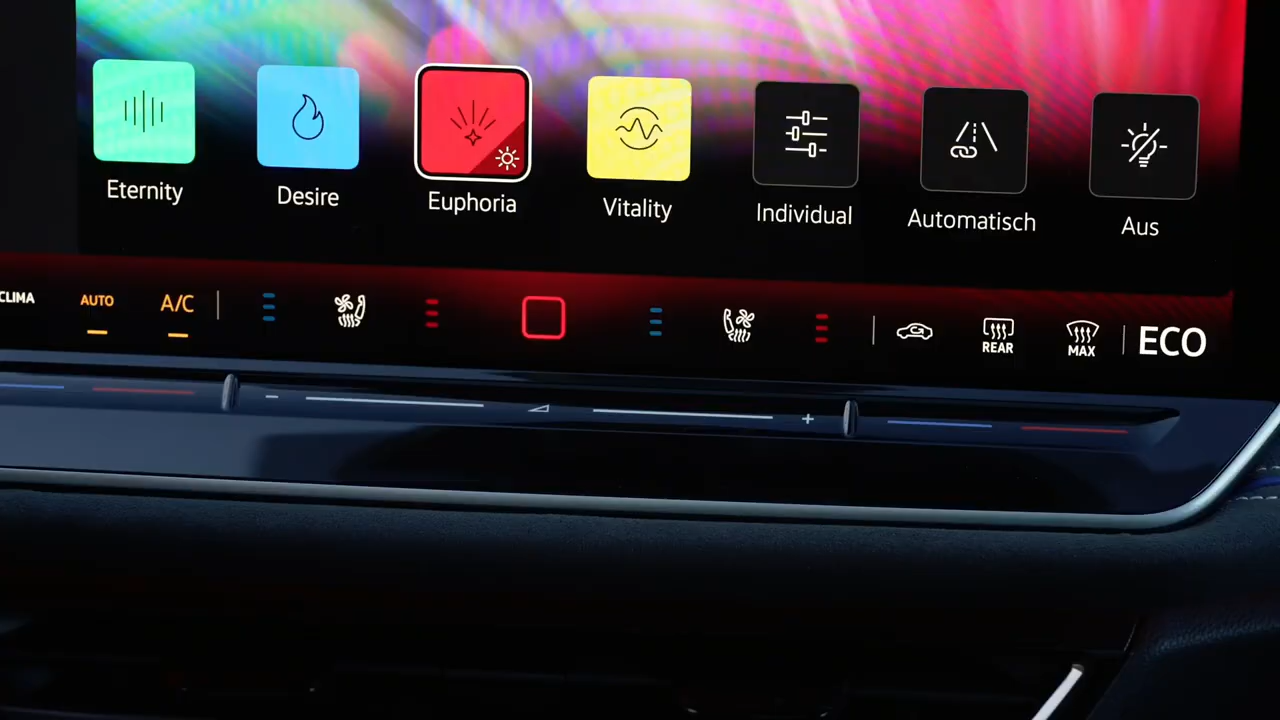 Eternity
Desire
Euphoria
Vitality
Individual
Automatisch
Aus
CLIMA
AUTO
A/C
REAR
MAX
ECO